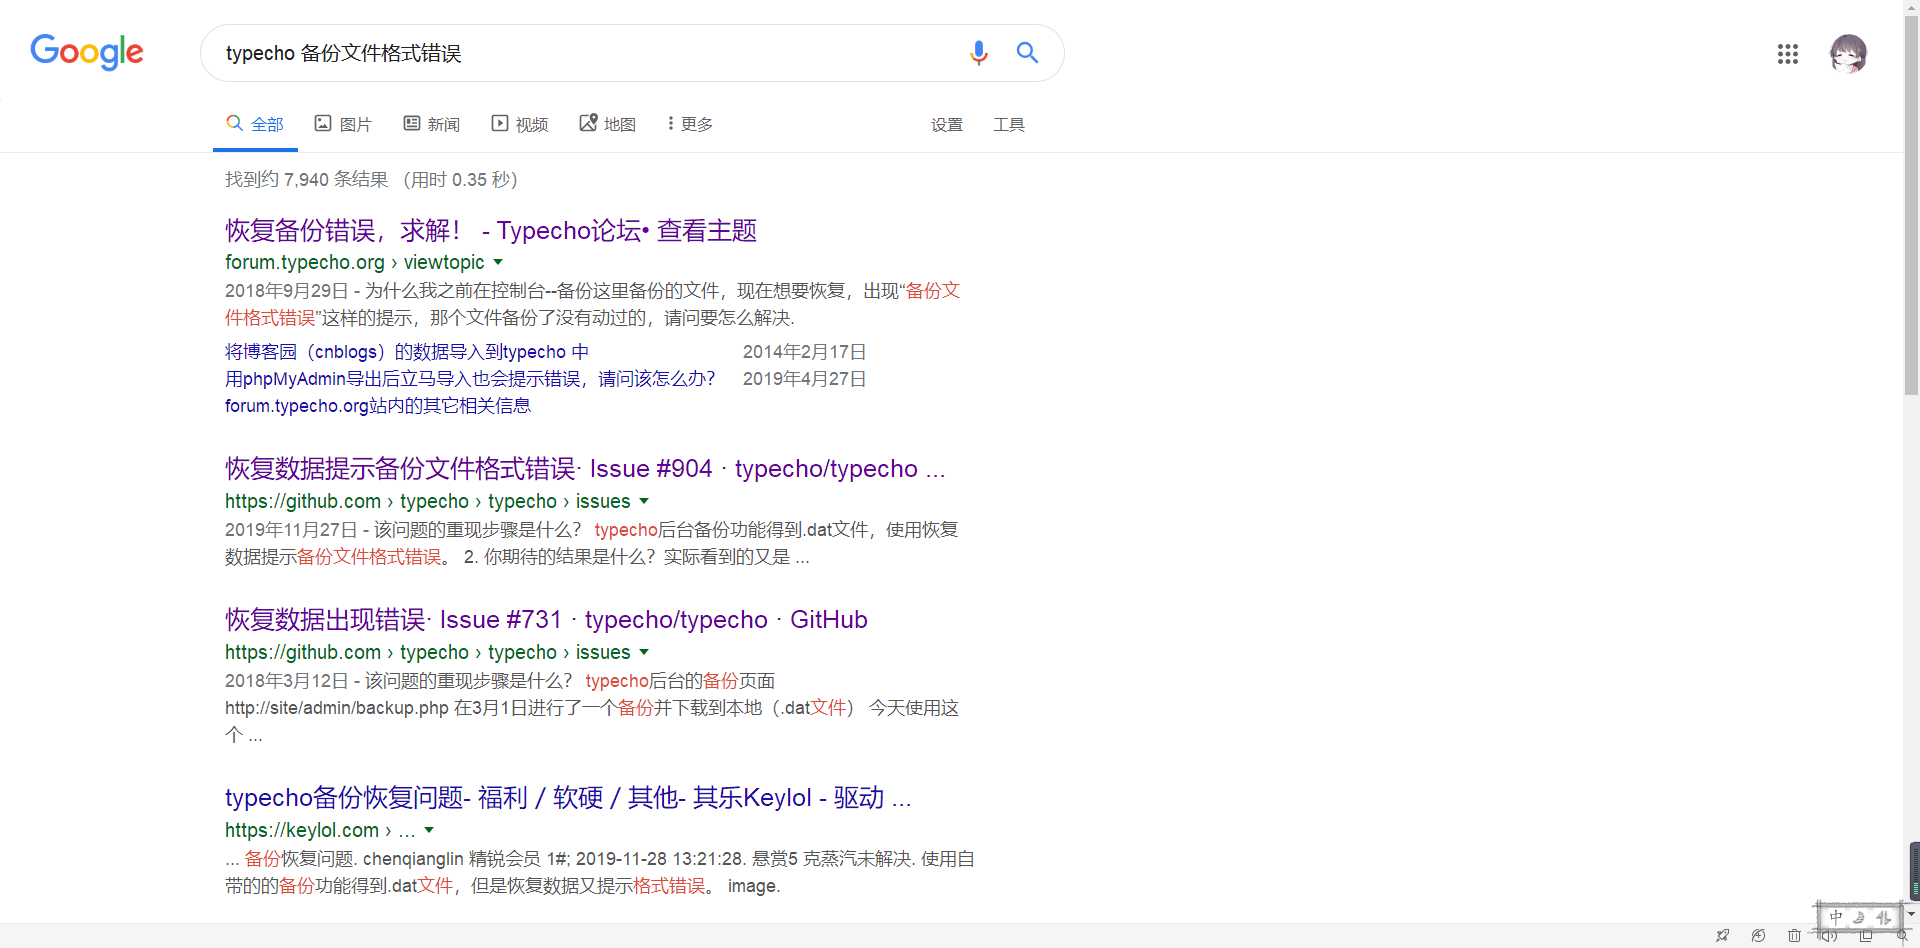 Google
typecho 备份文件格式错误
全部 图片 新闻 视频 地图 更多 设置 工具
找到约 7,940 条结果 （用时 0.35 秒）
恢复备份错误，求解！ - Typecho论坛• 查看主题
forum.typecho.org › viewtopic
2018年9月29日 - 为什么我之前在控制台--备份这里备份的文件，现在想要恢复，出现“备份文
件格式错误”这样的提示，那个文件备份了没有动过的，请问要怎么解决.
将博客园（cnblogs）的数据导入到typecho 中 2014年2月17日
用phpMyAdmin导出后立马导入也会提示错误，请问该怎么办？ 2019年4月27日
forum.typecho.org站内的其它相关信息
恢复数据提示备份文件格式错误· Issue #904 · typecho/typecho ...
https://github.com › typecho › typecho › issues
2019年11月27日 - 该问题的重现步骤是什么？ typecho后台备份功能得到.dat文件，使用恢复
数据提示备份文件格式错误。 2. 你期待的结果是什么？实际看到的又是 ...
恢复数据出现错误· Issue #731 · typecho/typecho · GitHub
https://github.com › typecho › typecho › issues
2018年3月12日 - 该问题的重现步骤是什么？ typecho后台的备份页面
http://site/admin/backup.php 在3月1日进行了一个备份并下载到本地（.dat文件） 今天使用这
个 ...
typecho备份恢复问题- 福利 / 软硬 / 其他- 其乐Keylol - 驱动 ...
https://keylol.com › ...
... 备份恢复问题. chenqianglin 精锐会员 1#; 2019-11-28 13:21:28. 悬赏5 克蒸汽未解决. 使用自
带的的备份功能得到.dat文件，但是恢复数据又提示格式错误。 image.
中